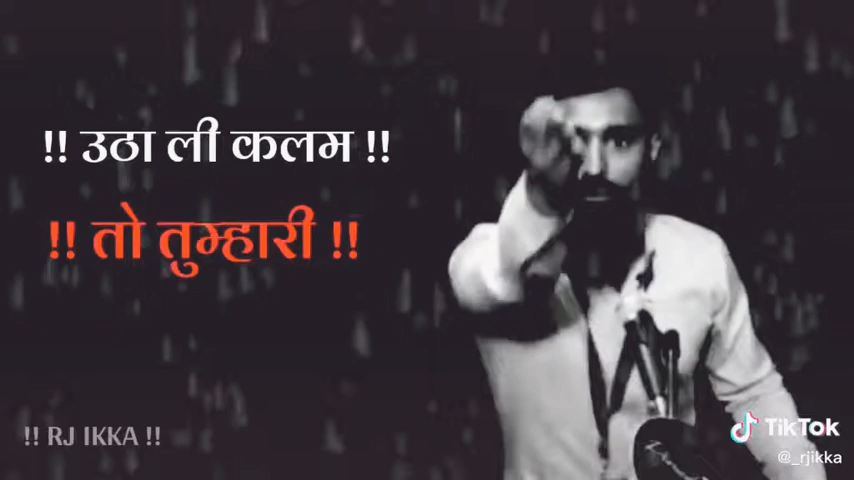 !! उठा ली कलम !!
!! तो तुम्हारी !!
!! RJ IKKA !!
TikTok
@_rjikka